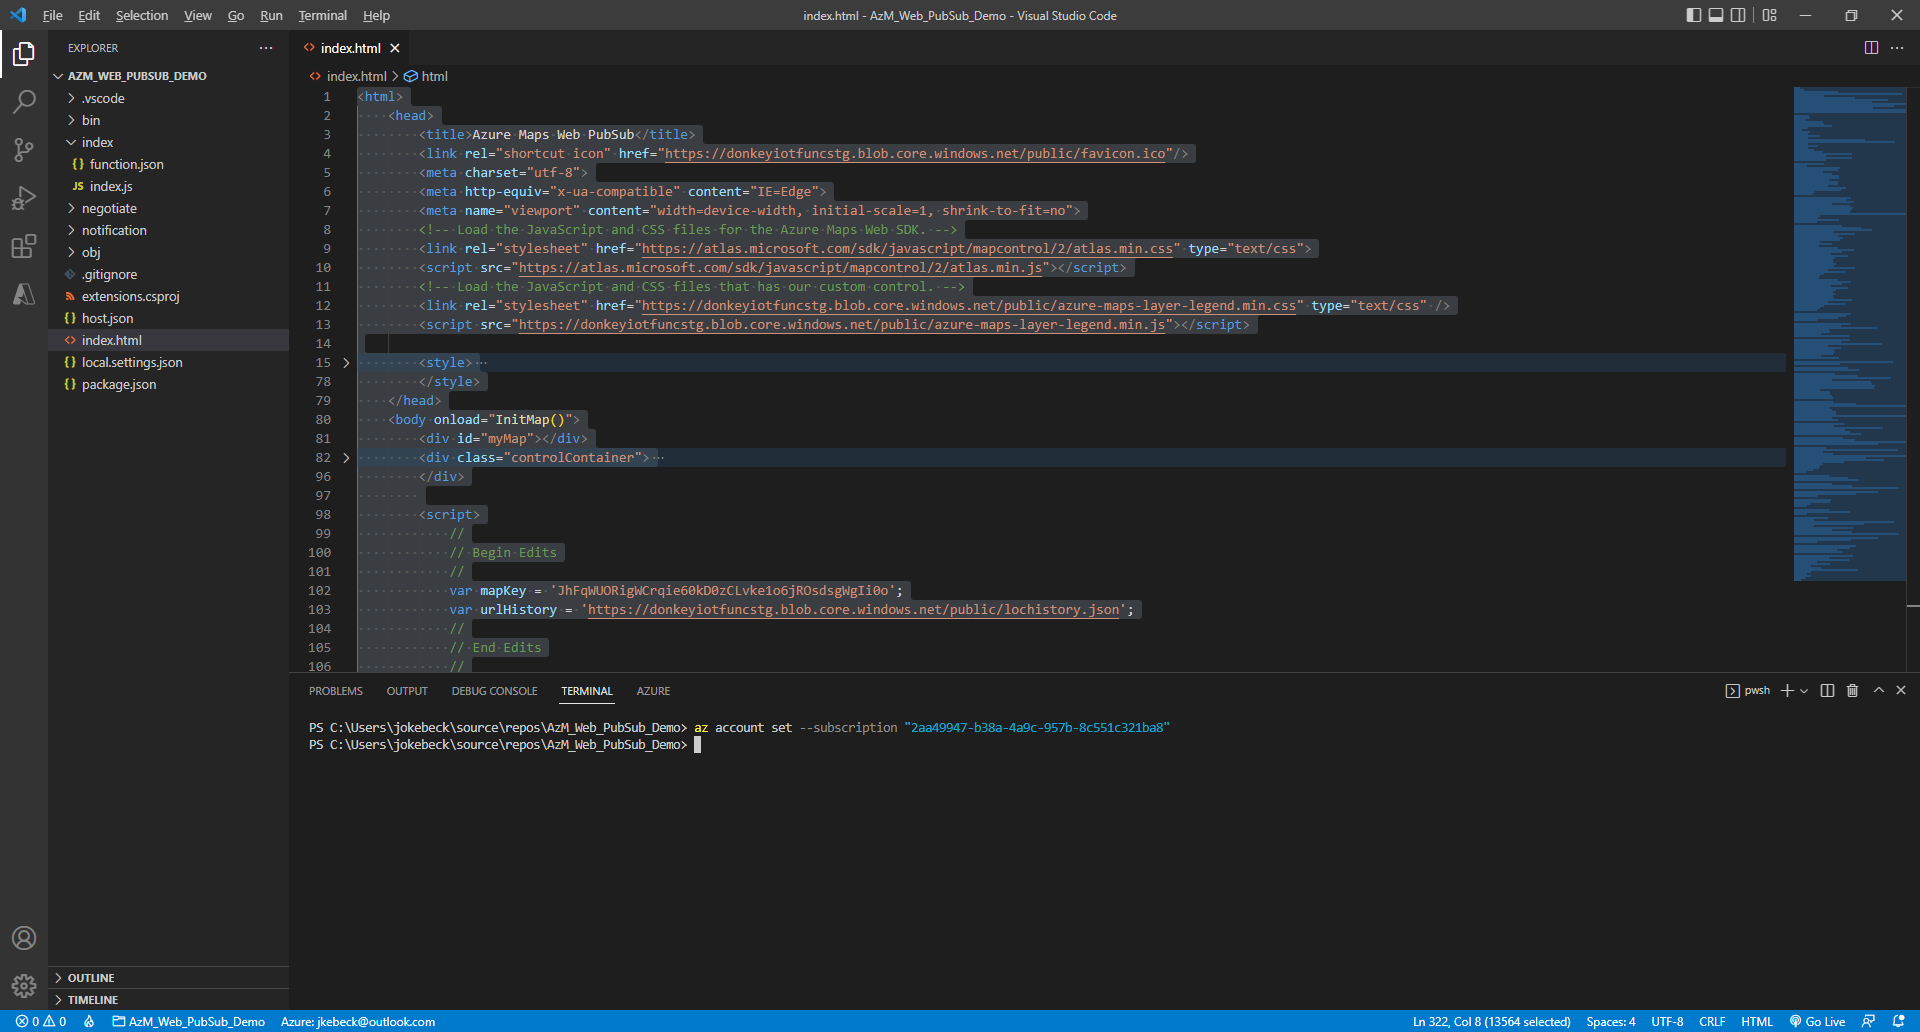 File Edit Selection View Go Run Terminal Help
index.html - AzM_Web_PubSub_Demo - Visual Studio Code
EXPLORER
AZM_WEB_PUBSUB_DEMO
.vscode
bin
index
{} function.json
JS index.js
negotiate
notification
obj
.gitignore
extensions.csproj
{} host.json
<> index.html
{} local.settings.json
{} package.json
OUTLINE
TIMELINE
<> index.html
<> index.html > html
1 <html>
2 <head>
3 <title>Azure Maps Web PubSub</title>
4 <link rel="shortcut icon" href="https://donkeyiotfuncstg.blob.core.windows.net/public/favicon.ico"/>
5 <meta charset="utf-8">
6 <meta http-equiv="x-ua-compatible" content="IE=Edge">
7 <meta name="viewport" content="width=device-width, initial-scale=1, shrink-to-fit=no">
8 <!-- Load the JavaScript and CSS files for the Azure Maps Web SDK. -->
9 <link rel="stylesheet" href="https://atlas.microsoft.com/sdk/javascript/mapcontrol/2/atlas.min.css" type="text/css">
10 <script src="https://atlas.microsoft.com/sdk/javascript/mapcontrol/2/atlas.min.js"></script>
11 <!-- Load the JavaScript and CSS files that has our custom control. -->
12 <link rel="stylesheet" href="https://donkeyiotfuncstg.blob.core.windows.net/public/azure-maps-layer-legend.min.css" type="text/css" />
13 <script src="https://donkeyiotfuncstg.blob.core.windows.net/public/azure-maps-layer-legend.min.js"></script>
14
15 <style>
78 </style>
79 </head>
80 <body onload="InitMap()">
81 <div id="myMap"></div>
82 <div class="controlContainer">
96 </div>
97
98 <script>
99 //
100 // Begin Edits
101 //
102 var mapKey = 'JhFqWUORigWCrqie60kD0zCLvke1o6jROsdsgWgIi0o';
103 var urlHistory = 'https://donkeyiotfuncstg.blob.core.windows.net/public/lochistory.json';
104 //
105 // End Edits
106 //
PROBLEMS OUTPUT DEBUG CONSOLE TERMINAL AZURE
pwsh
PS C:\Users\jokebeck\source\repos\AzM_Web_PubSub_Demo> az account set --subscription "2aa49947-b38a-4a9c-957b-8c551c321ba8"
PS C:\Users\jokebeck\source\repos\AzM_Web_PubSub_Demo>
0 0 AzM_Web_PubSub_Demo Azure: jkebeck@outlook.com
Ln 322, Col 8 (13564 selected) Spaces: 4 UTF-8 CRLF HTML Go Live